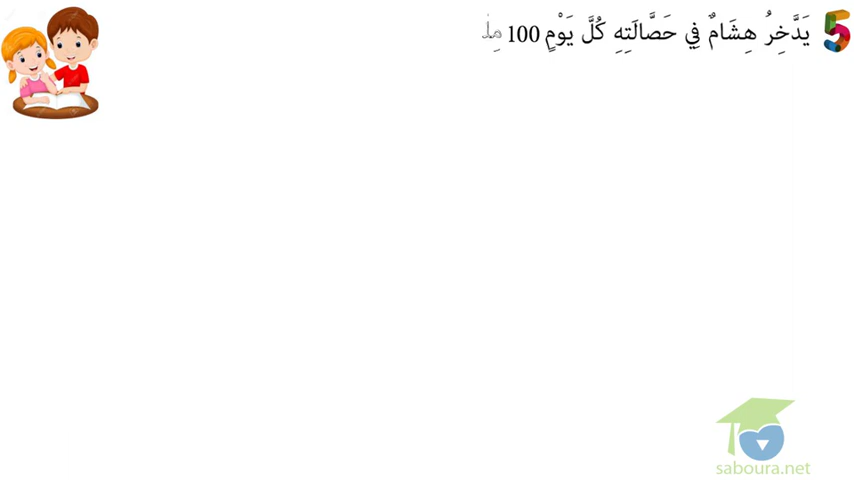 5 يَدَّخِرُ هِشَامٌ فِي حَصَّالَتِهِ كُلَّ يَوْمٍ 100
saboura.net